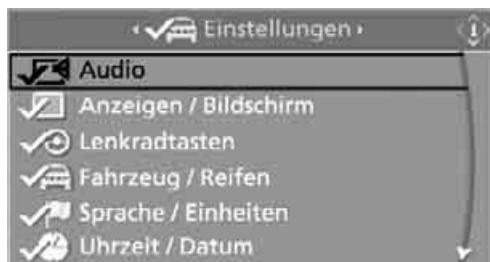 Einstellungen
Audio
Anzeigen / Bildschirm
Lenkradtasten
Fahrzeug / Reifen
Sprache / Einheiten
Uhrzeit / Datum